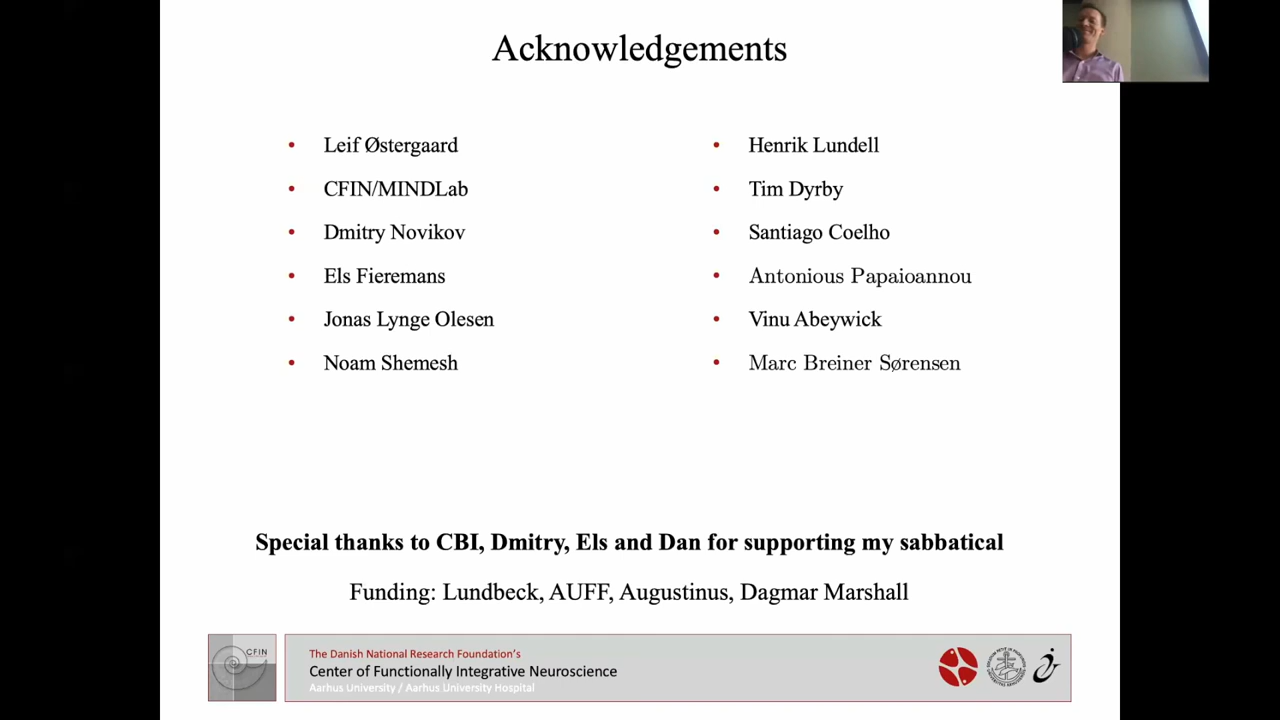 Acknowledgements
• Leif Østergaard
• CFIN/MINDLab
• Dmitry Novikov
• Els Fieremans
• Jonas Lynge Olesen
• Noam Shemesh
• Henrik Lundell
• Tim Dyrby
• Santiago Coelho
• Antonious Papaioannou
• Vinu Abeywick
• Marc Breiner Sørensen
Special thanks to CBI, Dmitry, Els and Dan for supporting my sabbatical
Funding: Lundbeck, AUFF, Augustinus, Dagmar Marshall
CFIN
The Danish National Research Foundation's
Center of Functionally Integrative Neuroscience
Aarhus University / Aarhus University Hospital